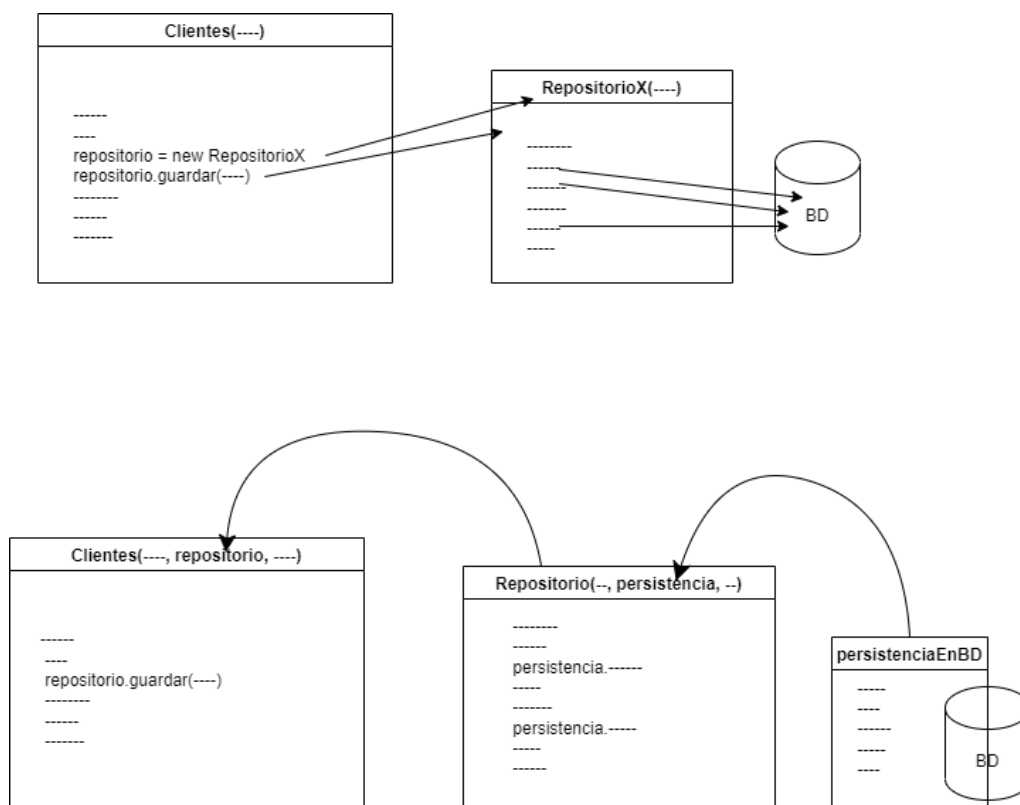 Clientes(----)
------
----
repositorio = new RepositorioX
repositorio.guardar(----)
--------
------
-------
RepositorioX(----)
--------
------
-------
-------
------
-----
BD
Clientes(----, repositorio, ----)
------
----
repositorio.guardar(----)
--------
------
-------
Repositorio(--, persistencia, --)
--------
------
persistencia.------
-----
-------
persistencia.-----
-----
------
persistenciaEnBD
-----
----
------
-----
----
BD